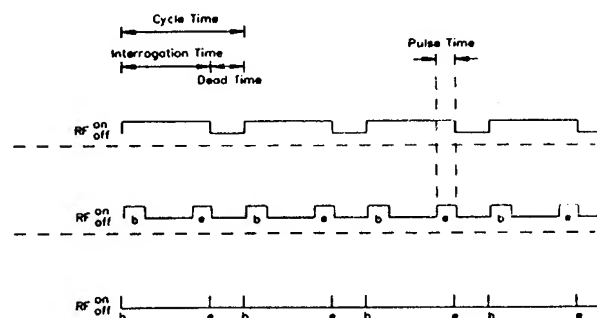 Cycle Time
Interrogation Time
Dead Time
Pulse Time
RF on off
RF on off
b e b e b e b e
RF on off
b e b e b e b e